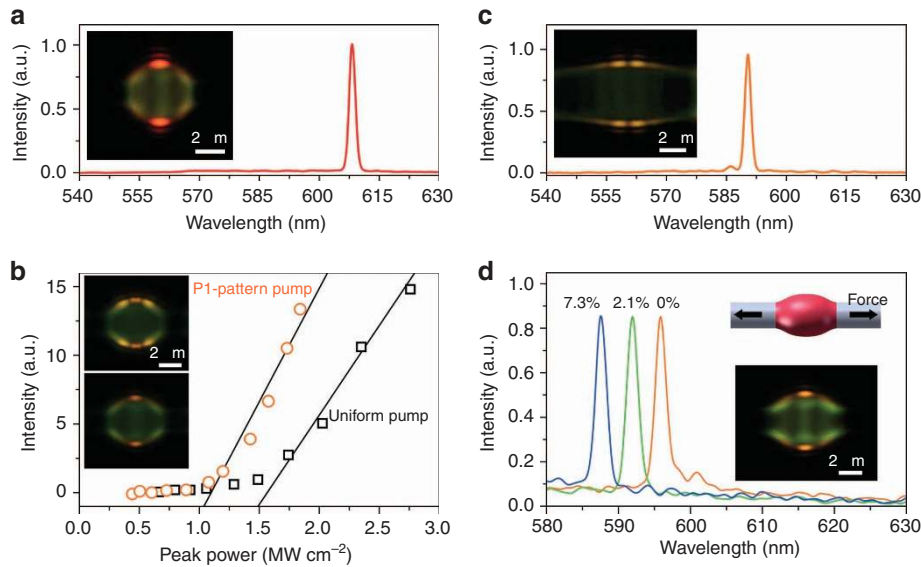 a
Intensity (a.u.)
1.0
0.5
0.0
2 m
540 555 570 585 600 615 630
Wavelength (nm)
c
Intensity (a.u.)
1.0
0.5
0.0
2 m
540 555 570 585 600 615 630
Wavelength (nm)
b
Intensity (a.u.)
15
10
5
0
P1-pattern pump
2 m
Uniform pump
2 m
0.0 0.5 1.0 1.5 2.0 2.5 3.0
Peak power (MW cm⁻²)
d
Intensity (a.u.)
1.0
0.8
0.6
0.4
0.2
0.1
0.0
7.3% 2.1% 0%
Force
2 m
580 590 600 610 620 630
Wavelength (nm)